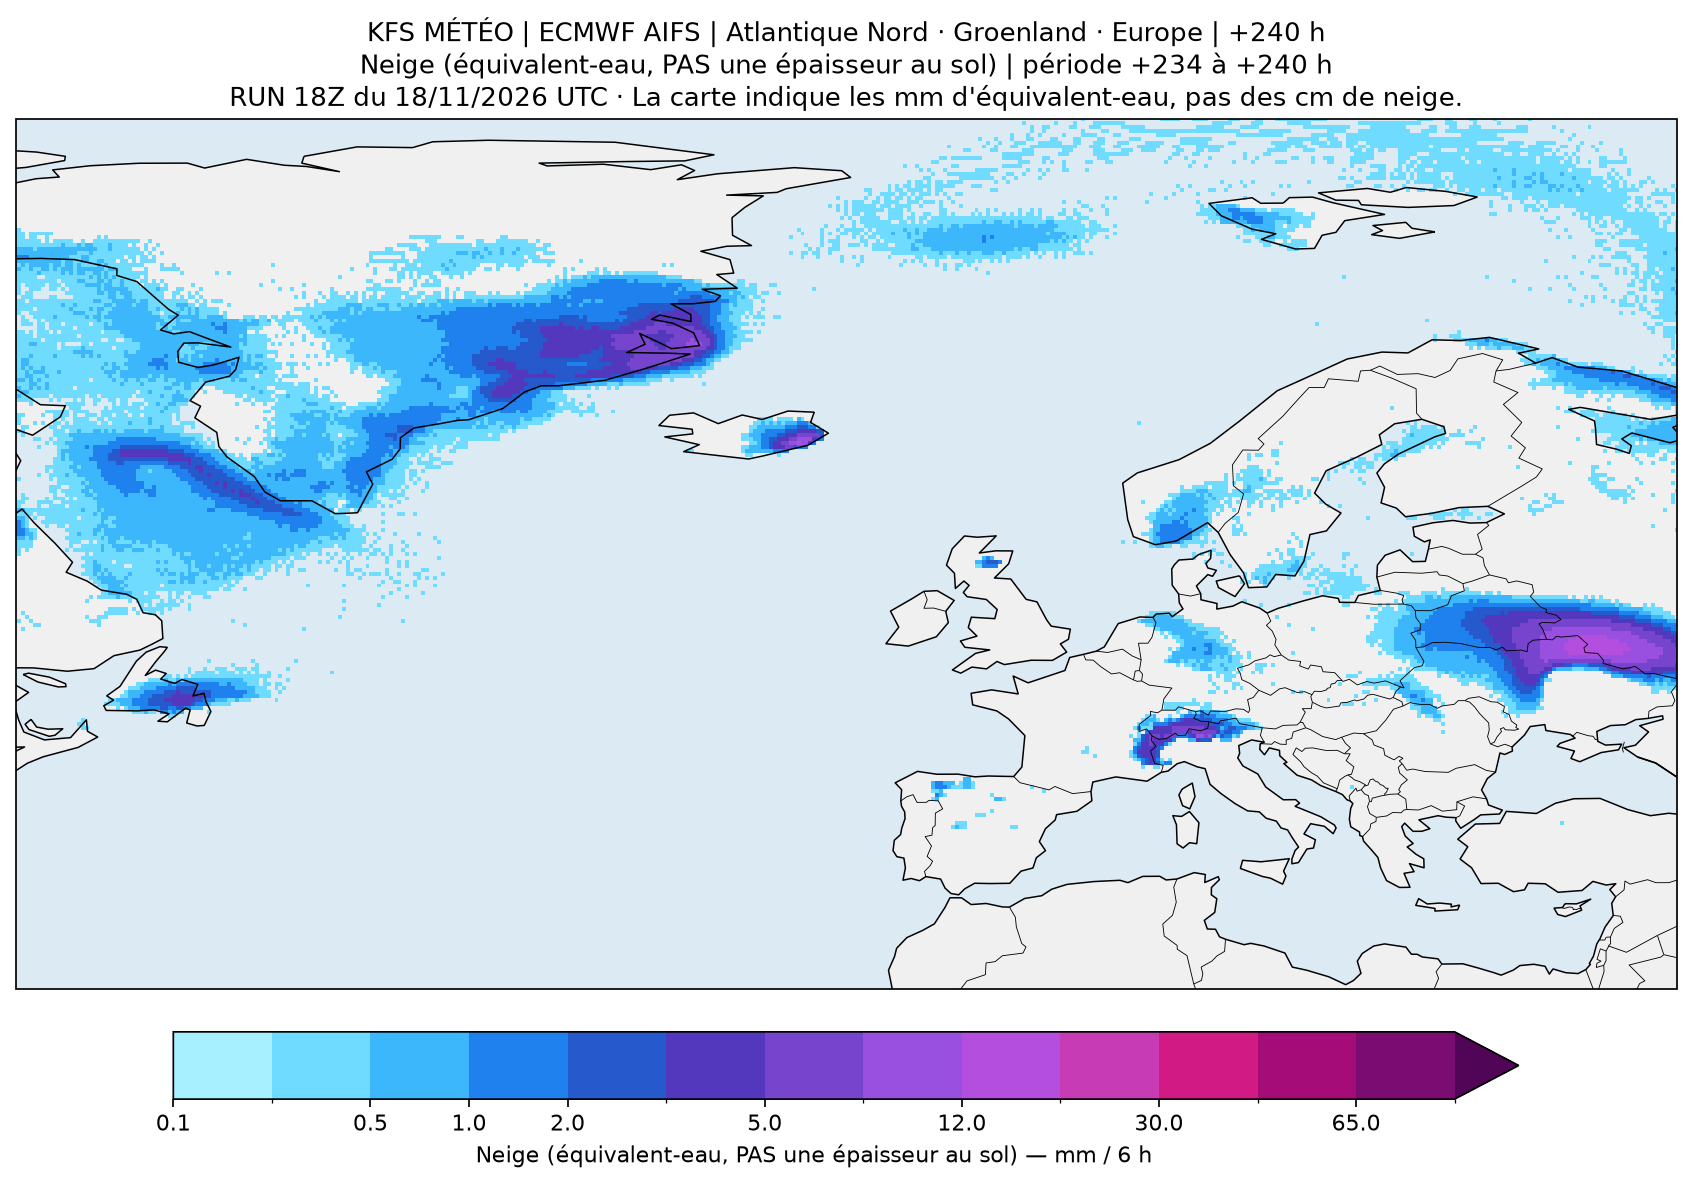 KFS MÉTÉO | ECMWF AIFS | Atlantique Nord · Groenland · Europe | +240 h
Neige (équivalent-eau, PAS une épaisseur au sol) | période +234 à +240 h
RUN 18Z du 18/11/2026 UTC · La carte indique les mm d'équivalent-eau, pas des cm de neige.
0.1 0.5 1.0 2.0 5.0 12.0 30.0 65.0
Neige (équivalent-eau, PAS une épaisseur au sol) — mm / 6 h